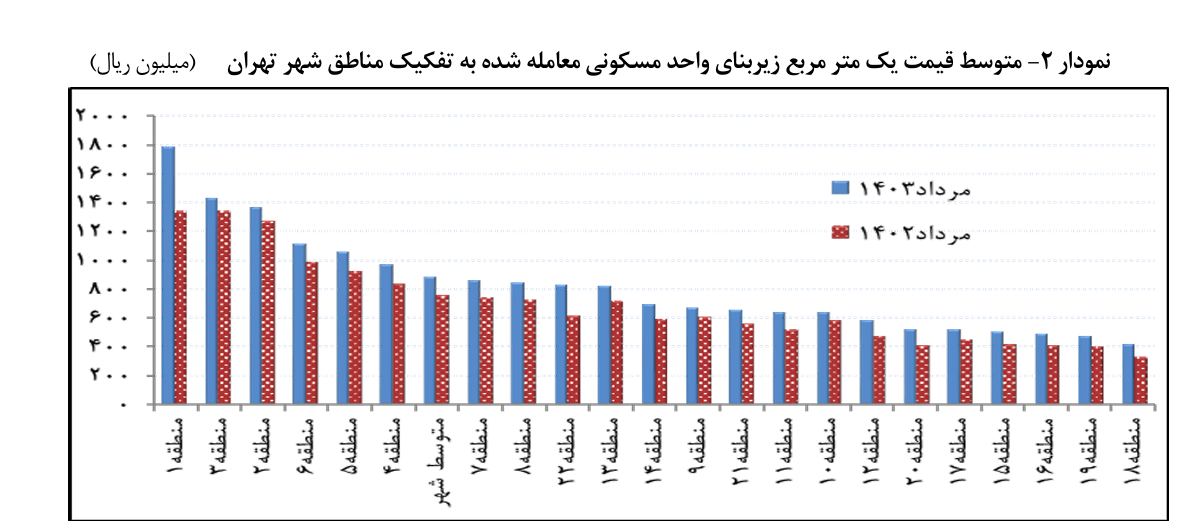 نمودار ۲- متوسط قیمت یک متر مربع زیربنای واحد مسکونی معامله شده به تفکیک مناطق شهر تهران (میلیون ریال)
۲۰۰۰
۱۸۰۰
۱۶۰۰
۱۴۰۰
۱۲۰۰
۱۰۰۰
۸۰۰
۶۰۰
۴۰۰
۲۰۰
۰
مرداد۱۴۰۳
مرداد۱۴۰۲
منطقه۱
منطقه۳
منطقه۲
منطقه۶
منطقه۵
منطقه۴
متوسط شهر
منطقه۷
منطقه۸
منطقه۲۲
منطقه۱۳
منطقه۱۴
منطقه۹
منطقه۲۱
منطقه۱۱
منطقه۱۰
منطقه۱۲
منطقه۲۰
منطقه۱۷
منطقه۱۵
منطقه۱۶
منطقه۱۹
منطقه۱۸